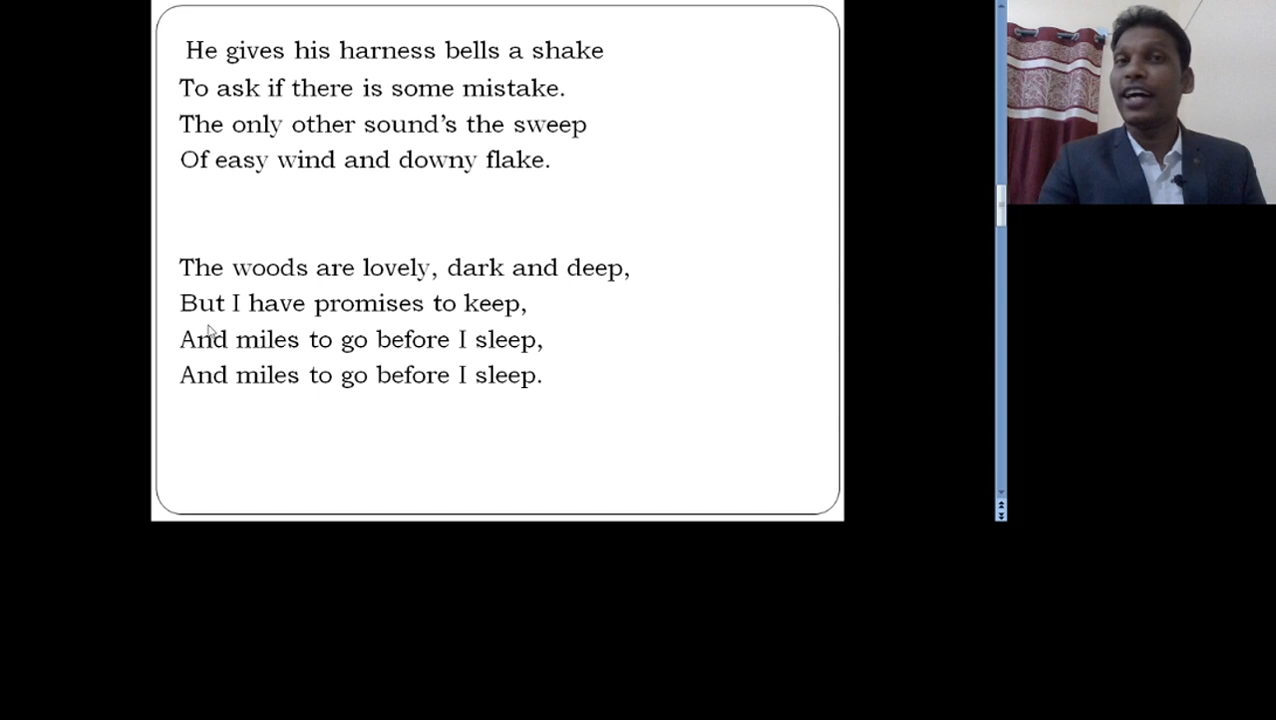 He gives his harness bells a shake
To ask if there is some mistake.
The only other sound’s the sweep
Of easy wind and downy flake.
The woods are lovely, dark and deep,
But I have promises to keep,
And miles to go before I sleep,
And miles to go before I sleep.